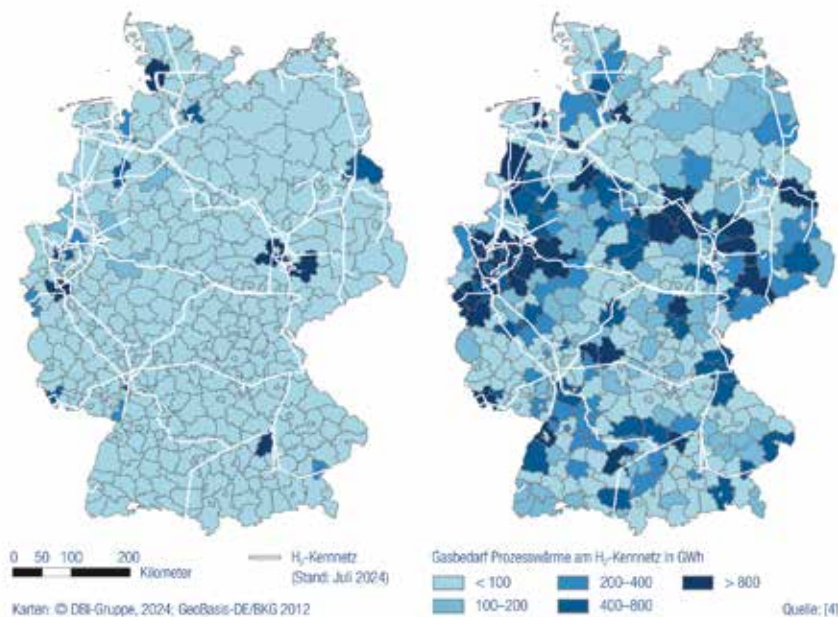 0 50 100 200
Kilometer
H₂-Kernnetz
(Stand: Juli 2024)
Gasbedarf Prozesswärme am H₂-Kernnetz in GWh
< 100
200–400
> 800
100–200
400–800
Karten: © DBI-Gruppe, 2024; GeoBasis-DE/BKG 2012
Quelle: [4]